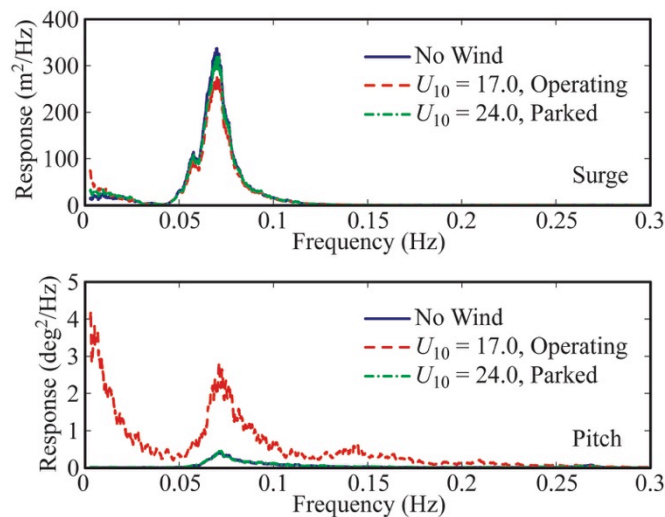 Response (m²/Hz)
400
300
200
100
0
No Wind
U₁₀ = 17.0, Operating
U₁₀ = 24.0, Parked
Surge
0 0.05 0.1 0.15 0.2 0.25 0.3
Frequency (Hz)
Response (deg²/Hz)
5
4
3
2
1
0
No Wind
U₁₀ = 17.0, Operating
U₁₀ = 24.0, Parked
Pitch
0 0.05 0.1 0.15 0.2 0.25 0.3
Frequency (Hz)